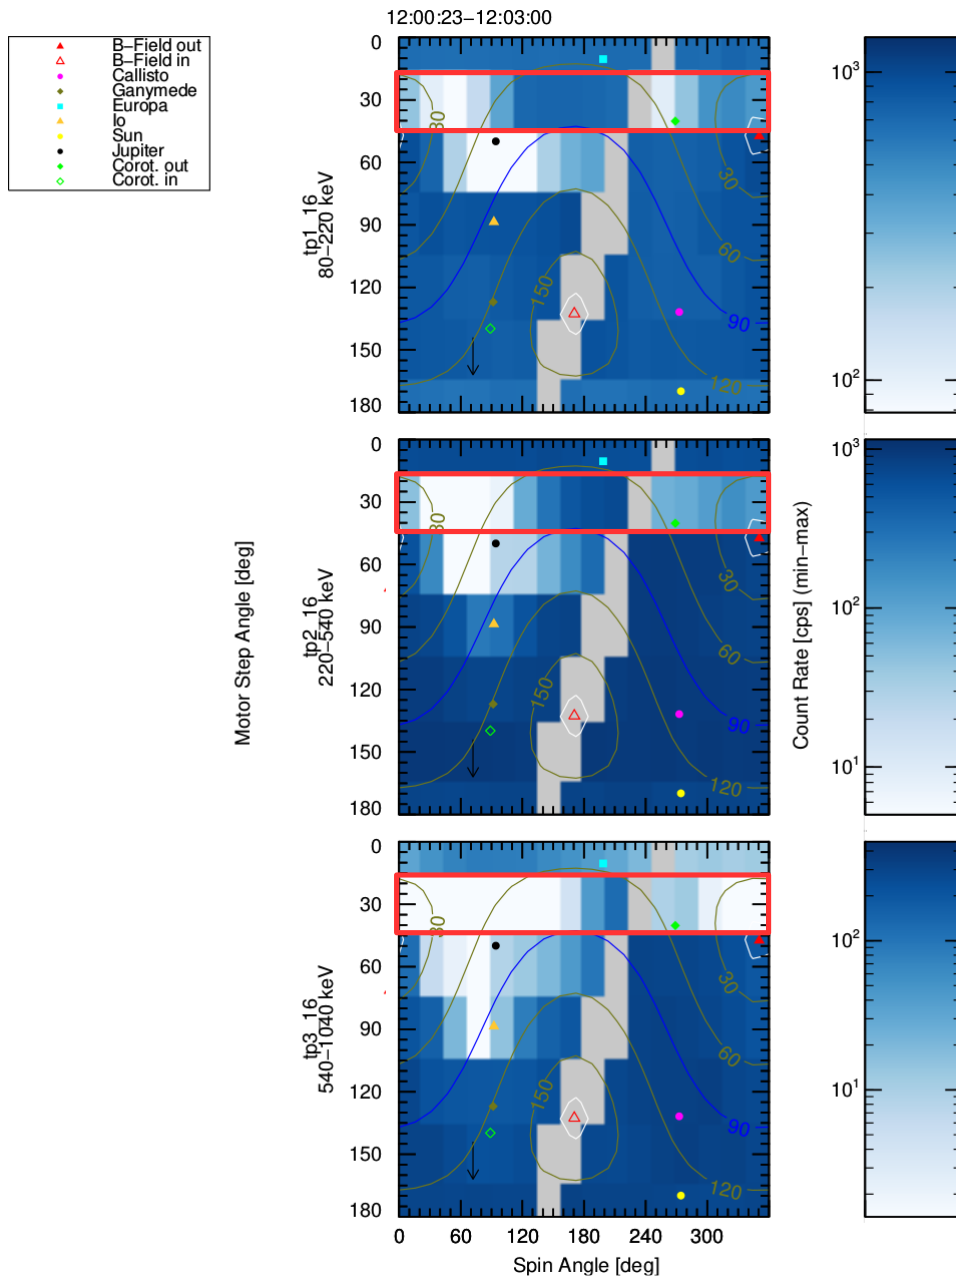 12:00:23−12:03:00
B-Field out
B-Field in
Callisto
Ganymede
Europa
Io
Sun
Jupiter
Corot. out
Corot. in
0
30
60
90
120
150
180
tp1_16
80−220 keV
30
30
60
90
120
150
10³
10²
0
30
60
90
120
150
180
tp2_16
220−540 keV
Motor Step Angle [deg]
30
30
60
90
120
150
Count Rate [cps] (min−max)
10³
10²
10¹
0
30
60
90
120
150
180
tp3_16
540−1040 keV
30
30
60
90
120
150
10²
10¹
0 60 120 180 240 300
Spin Angle [deg]